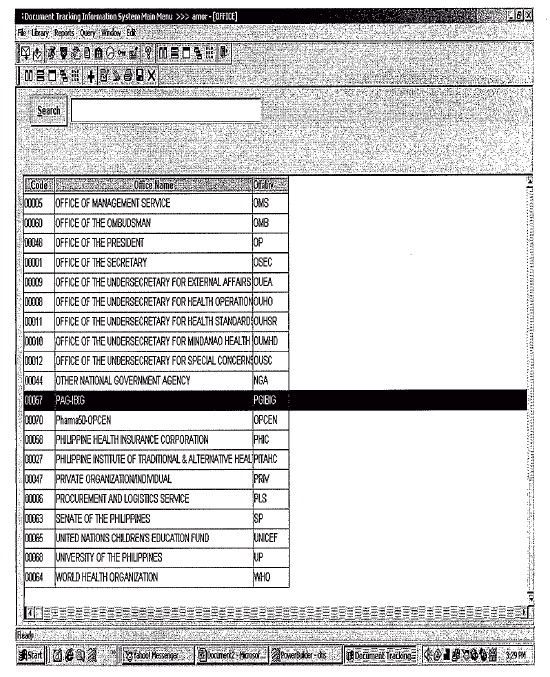 Document Tracking Information System Main Menu >>> amor - [OFFICE]
File Library Reports Query Window Edit
Search
Code Office Name Offabrv
00005 OFFICE OF MANAGEMENT SERVICE OMS
00060 OFFICE OF THE OMBUDSMAN OMB
00048 OFFICE OF THE PRESIDENT OP
00001 OFFICE OF THE SECRETARY OSEC
00009 OFFICE OF THE UNDERSECRETARY FOR EXTERNAL AFFAIRS OUEA
00008 OFFICE OF THE UNDERSECRETARY FOR HEALTH OPERATION OUHO
00011 OFFICE OF THE UNDERSECRETARY FOR HEALTH STANDARDS OUHSR
00010 OFFICE OF THE UNDERSECRETARY FOR MINDANAO HEALTH OUMHD
00012 OFFICE OF THE UNDERSECRETARY FOR SPECIAL CONCERNS OUSC
00044 OTHER NATIONAL GOVERNMENT AGENCY NGA
00057 PAG-IBIG PGIBIG
00070 Pharma50-OPCEN OPCEN
00058 PHILIPPINE HEALTH INSURANCE CORPORATION PHIC
00027 PHILIPPINE INSTITUTE OF TRADITIONAL & ALTERNATIVE HEAL PITAHC
00047 PRIVATE ORGANIZATION/INDIVIDUAL PRIV
00006 PROCUREMENT AND LOGISTICS SERVICE PLS
00063 SENATE OF THE PHILIPPINES SP
00065 UNITED NATIONS CHILDREN'S EDUCATION FUND UNICEF
00068 UNIVERSITY OF THE PHILIPPINES UP
00064 WORLD HEALTH ORGANIZATION WHO
Ready
Start Yahoo! Messenger Document2 - Microsof... PowerBuilder - dts Document Tracking... 3:29 PM